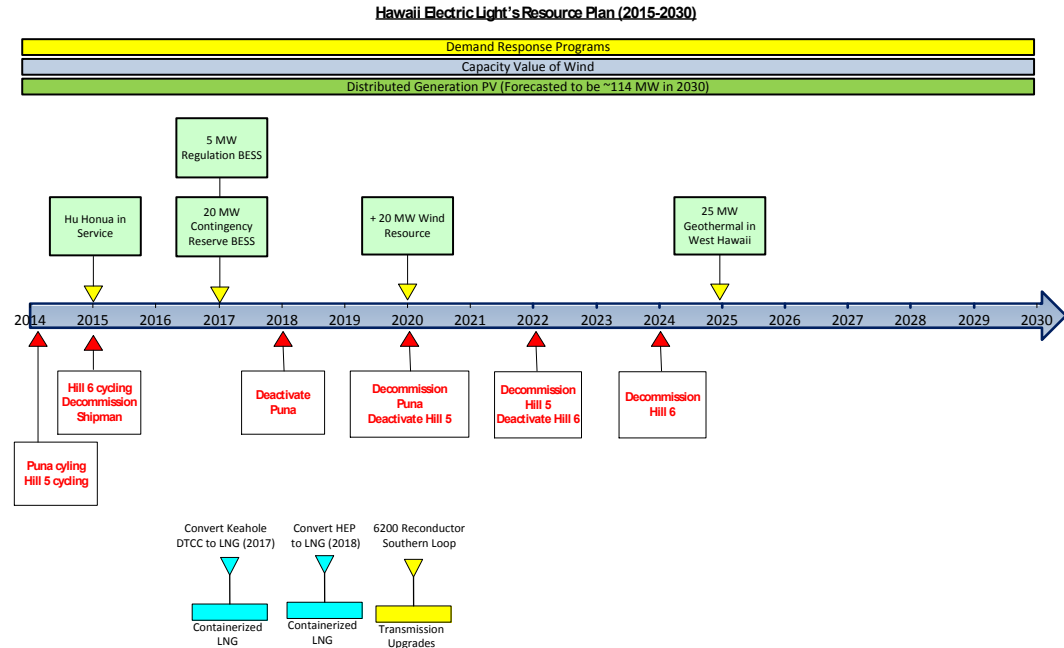 Hawaii Electric Light's Resource Plan (2015-2030)
Demand Response Programs
Capacity Value of Wind
Distributed Generation PV (Forecasted to be ~114 MW in 2030)
5 MW
Regulation BESS
Hu Honua in
Service
20 MW
Contingency
Reserve BESS
+ 20 MW Wind
Resource
25 MW
Geothermal in
West Hawaii
2014 2015 2016 2017 2018 2019 2020 2021 2022 2023 2024 2025 2026 2027 2028 2029 2030
Hill 6 cycling
Decommission
Shipman
Deactivate
Puna
Decommission
Puna
Deactivate Hill 5
Decommission
Hill 5
Deactivate Hill 6
Decommission
Hill 6
Puna cyling
Hill 5 cycling
Convert Keahole
DTCC to LNG (2017)
Convert HEP
to LNG (2018)
6200 Reconductor
Southern Loop
Containerized
LNG
Containerized
LNG
Transmission
Upgrades